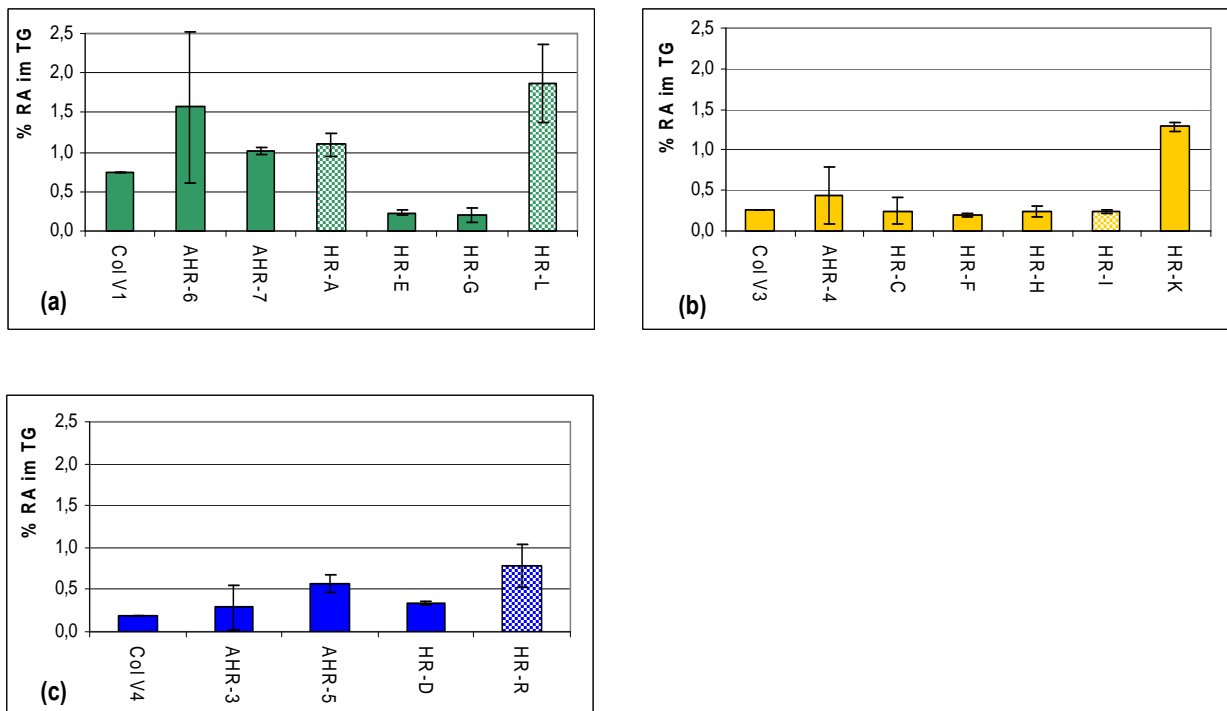 % RA im TG
2,5
2,0
1,5
1,0
0,5
0,0
Col V1
AHR-6
AHR-7
HR-A
HR-E
HR-G
HR-L
(a)
% RA im TG
2,5
2,0
1,5
1,0
0,5
0,0
Col V3
AHR-4
HR-C
HR-F
HR-H
HR-I
HR-K
(b)
% RA im TG
2,5
2,0
1,5
1,0
0,5
0,0
Col V4
AHR-3
AHR-5
HR-D
HR-R
(c)